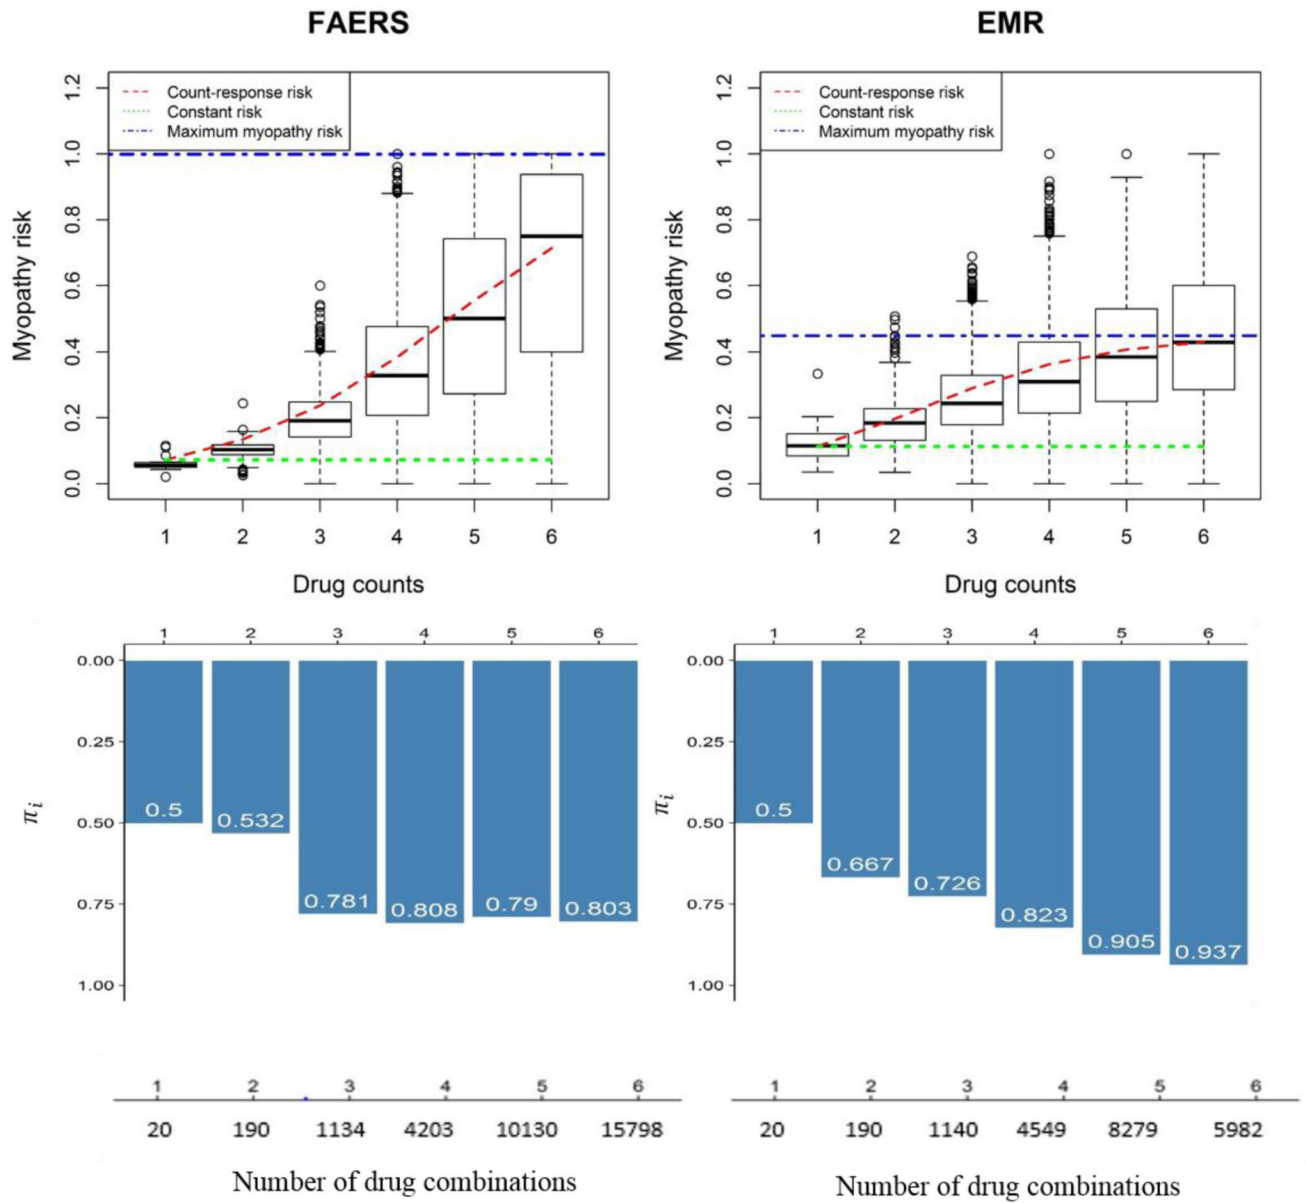 FAERS
EMR
Count-response risk
Constant risk
Maximum myopathy risk
Count-response risk
Constant risk
Maximum myopathy risk
Myopathy risk
0.0 0.2 0.4 0.6 0.8 1.0 1.2
Myopathy risk
0.0 0.2 0.4 0.6 0.8 1.0 1.2
1 2 3 4 5 6
1 2 3 4 5 6
Drug counts
Drug counts
1 2 3 4 5 6
1 2 3 4 5 6
0.00
0.25
0.50
0.75
1.00
πi
0.5 0.532 0.781 0.808 0.79 0.803
0.00
0.25
0.50
0.75
1.00
πi
0.5 0.667 0.726 0.823 0.905 0.937
1 2 3 4 5 6
20 190 1134 4203 10130 15798
Number of drug combinations
1 2 3 4 5 6
20 190 1140 4549 8279 5982
Number of drug combinations